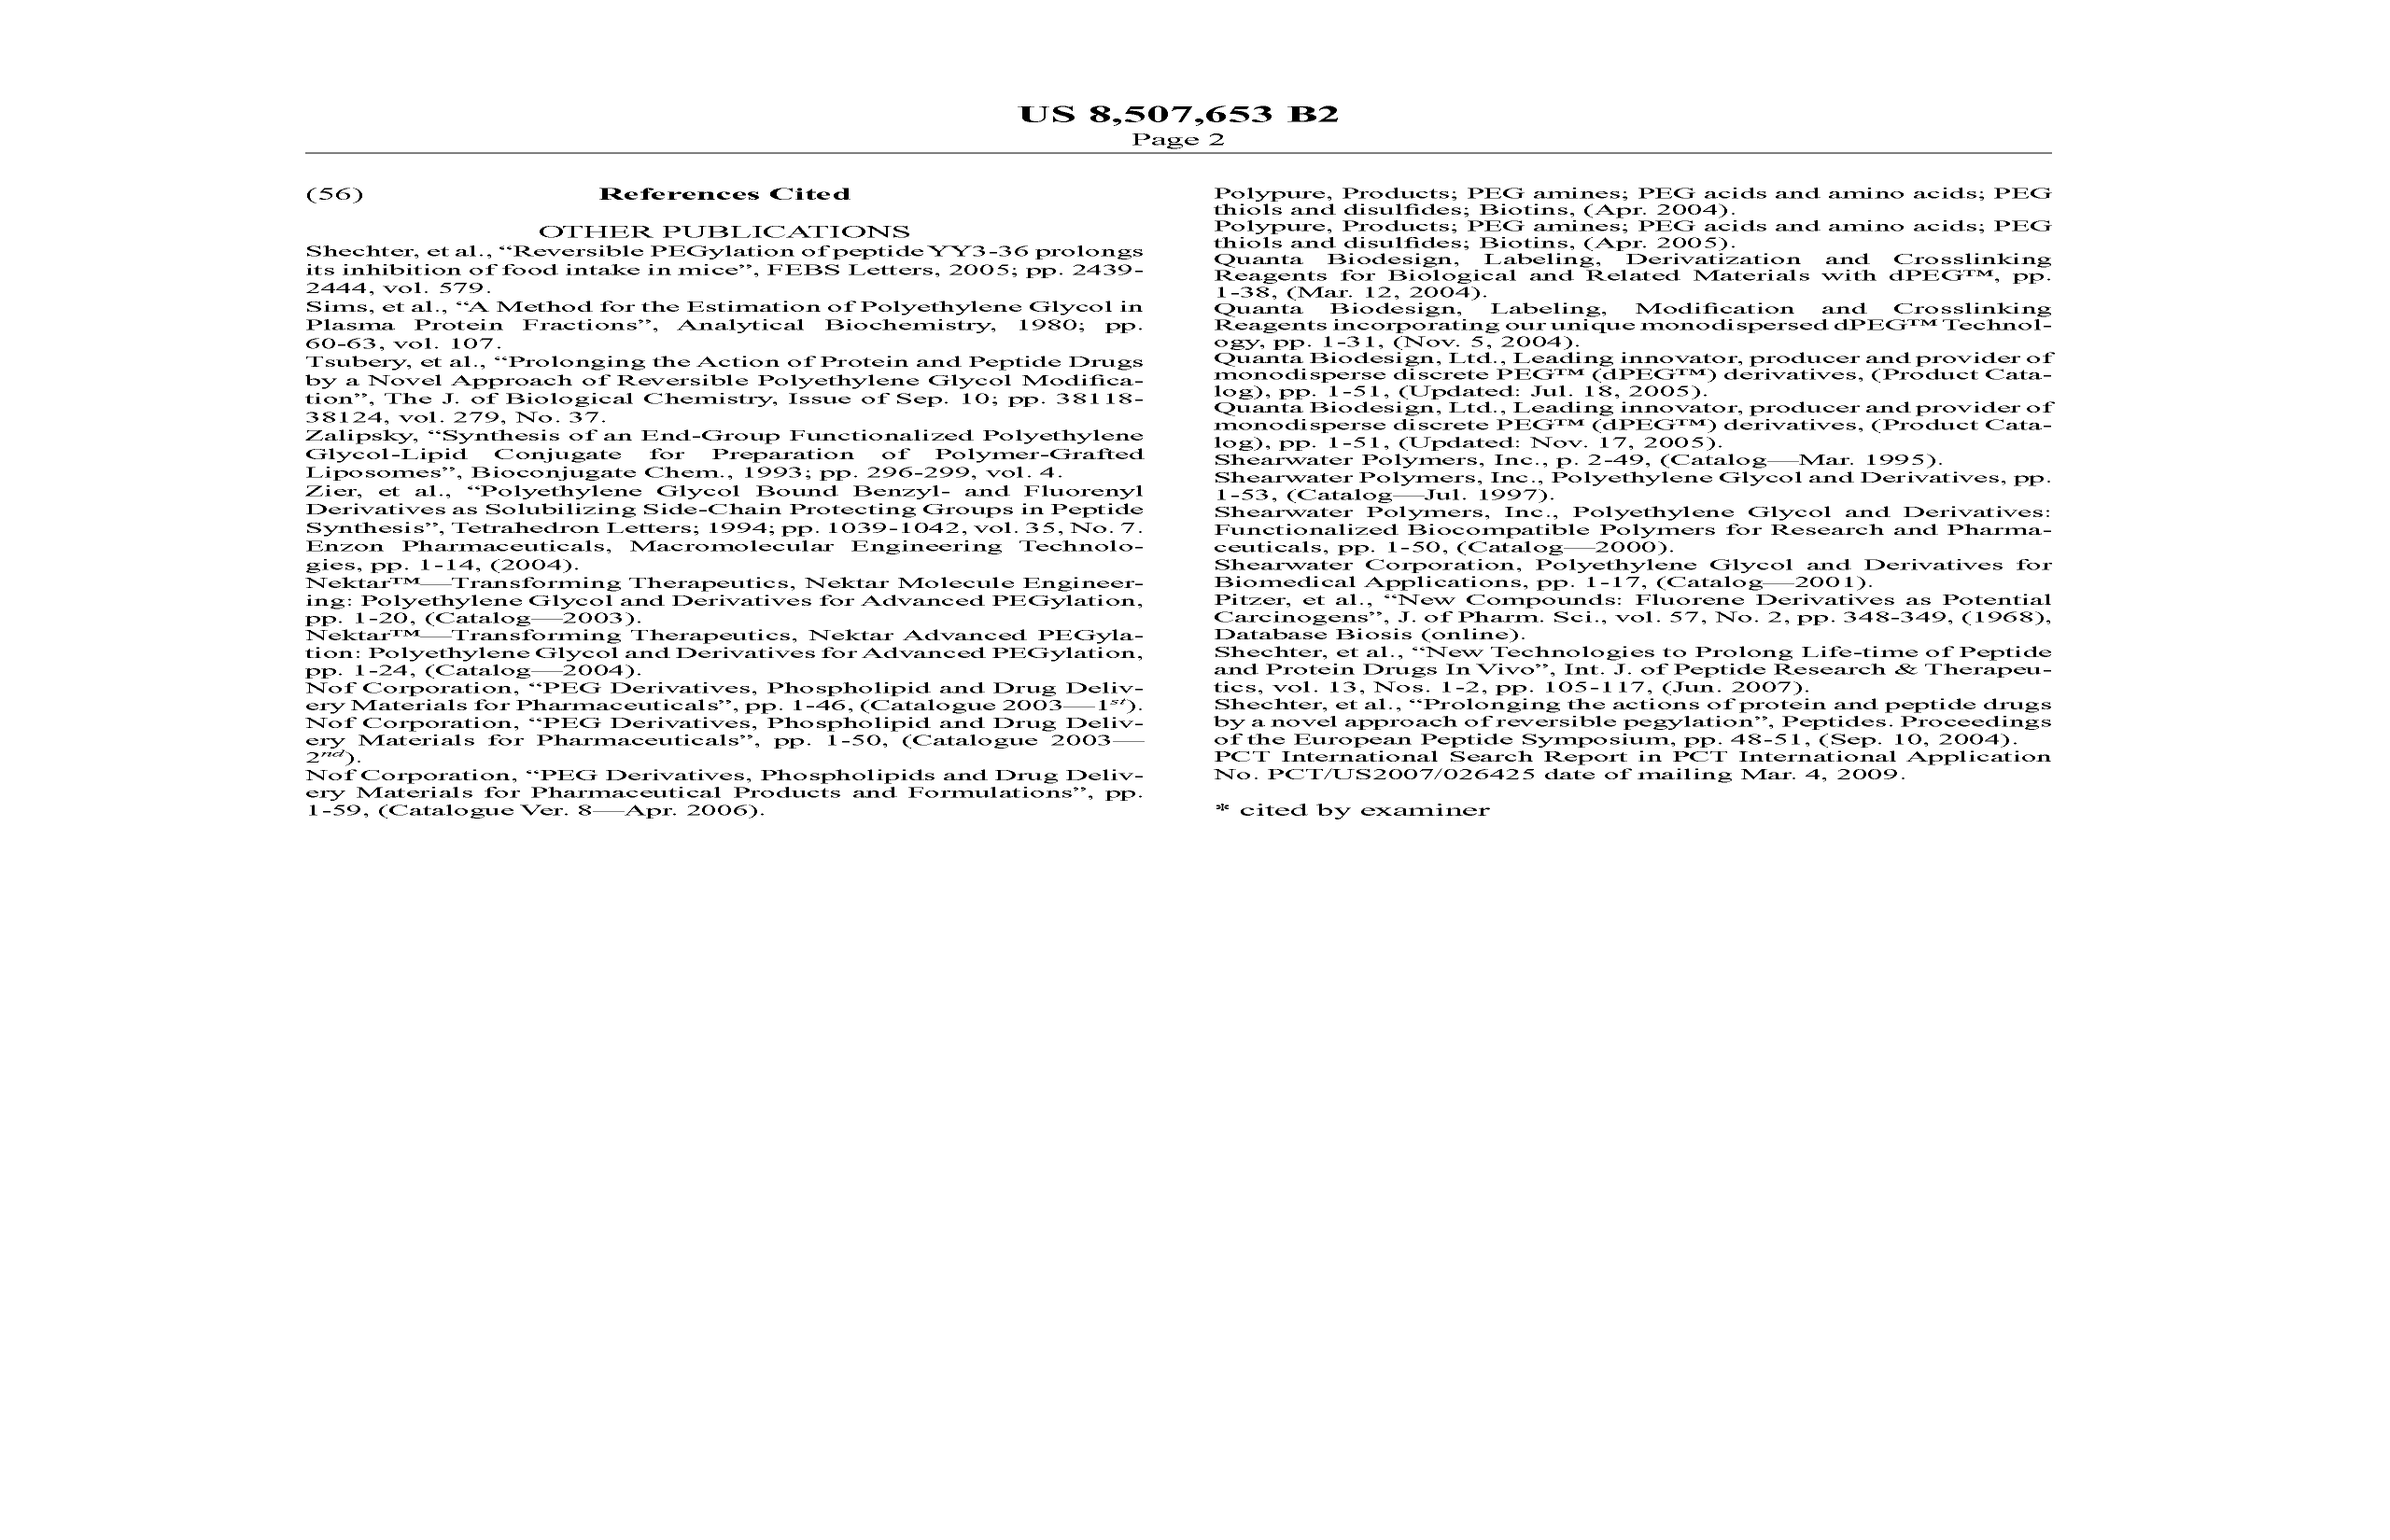 US 8,507,653 B2
Page 2
(56) References Cited
OTHER PUBLICATIONS
Shechter, et al., “Reversible PEGylation of peptide YY3-36 prolongs
its inhibition of food intake in mice”, FEBS Letters, 2005; pp. 2439-
2444, vol. 579.
Sims, et al., “A Method for the Estimation of Polyethylene Glycol in
Plasma Protein Fractions”, Analytical Biochemistry, 1980; pp.
60-63, vol. 107.
Tsubery, et al., “Prolonging the Action of Protein and Peptide Drugs
by a Novel Approach of Reversible Polyethylene Glycol Modifica-
tion”, The J. of Biological Chemistry, Issue of Sep. 10; pp. 38118-
38124, vol. 279, No. 37.
Zalipsky, “Synthesis of an End-Group Functionalized Polyethylene
Glycol-Lipid Conjugate for Preparation of Polymer-Grafted
Liposomes”, Bioconjugate Chem., 1993; pp. 296-299, vol. 4.
Zier, et al., “Polyethylene Glycol Bound Benzyl- and Fluorenyl
Derivatives as Solubilizing Side-Chain Protecting Groups in Peptide
Synthesis”, Tetrahedron Letters; 1994; pp. 1039-1042, vol. 35, No. 7.
Enzon Pharmaceuticals, Macromolecular Engineering Technolo-
gies, pp. 1-14, (2004).
Nektar™—Transforming Therapeutics, Nektar Molecule Engineer-
ing: Polyethylene Glycol and Derivatives for Advanced PEGylation,
pp. 1-20, (Catalog—2003).
Nektar™—Transforming Therapeutics, Nektar Advanced PEGyla-
tion: Polyethylene Glycol and Derivatives for Advanced PEGylation,
pp. 1-24, (Catalog—2004).
Nof Corporation, “PEG Derivatives, Phospholipid and Drug Deliv-
ery Materials for Pharmaceuticals”, pp. 1-46, (Catalogue 2003—1st).
Nof Corporation, “PEG Derivatives, Phospholipid and Drug Deliv-
ery Materials for Pharmaceuticals”, pp. 1-50, (Catalogue 2003—
2nd).
Nof Corporation, “PEG Derivatives, Phospholipids and Drug Deliv-
ery Materials for Pharmaceutical Products and Formulations”, pp.
1-59, (Catalogue Ver. 8—Apr. 2006).
Polypure, Products; PEG amines; PEG acids and amino acids; PEG
thiols and disulfides; Biotins, (Apr. 2004).
Polypure, Products; PEG amines; PEG acids and amino acids; PEG
thiols and disulfides; Biotins, (Apr. 2005).
Quanta Biodesign, Labeling, Derivatization and Crosslinking
Reagents for Biological and Related Materials with dPEG™, pp.
1-38, (Mar. 12, 2004).
Quanta Biodesign, Labeling, Modification and Crosslinking
Reagents incorporating our unique monodispersed dPEG™ Technol-
ogy, pp. 1-31, (Nov. 5, 2004).
Quanta Biodesign, Ltd., Leading innovator, producer and provider of
monodisperse discrete PEG™ (dPEG™) derivatives, (Product Cata-
log), pp. 1-51, (Updated: Jul. 18, 2005).
Quanta Biodesign, Ltd., Leading innovator, producer and provider of
monodisperse discrete PEG™ (dPEG™) derivatives, (Product Cata-
log), pp. 1-51, (Updated: Nov. 17, 2005).
Shearwater Polymers, Inc., p. 2-49, (Catalog—Mar. 1995).
Shearwater Polymers, Inc., Polyethylene Glycol and Derivatives, pp.
1-53, (Catalog—Jul. 1997).
Shearwater Polymers, Inc., Polyethylene Glycol and Derivatives:
Functionalized Biocompatible Polymers for Research and Pharma-
ceuticals, pp. 1-50, (Catalog—2000).
Shearwater Corporation, Polyethylene Glycol and Derivatives for
Biomedical Applications, pp. 1-17, (Catalog—2001).
Pitzer, et al., “New Compounds: Fluorene Derivatives as Potential
Carcinogens”, J. of Pharm. Sci., vol. 57, No. 2, pp. 348-349, (1968),
Database Biosis (online).
Shechter, et al., “New Technologies to Prolong Life-time of Peptide
and Protein Drugs In Vivo”, Int. J. of Peptide Research & Therapeu-
tics, vol. 13, Nos. 1-2, pp. 105-117, (Jun. 2007).
Shechter, et al., “Prolonging the actions of protein and peptide drugs
by a novel approach of reversible pegylation”, Peptides. Proceedings
of the European Peptide Symposium, pp. 48-51, (Sep. 10, 2004).
PCT International Search Report in PCT International Application
No. PCT/US2007/026425 date of mailing Mar. 4, 2009.
* cited by examiner